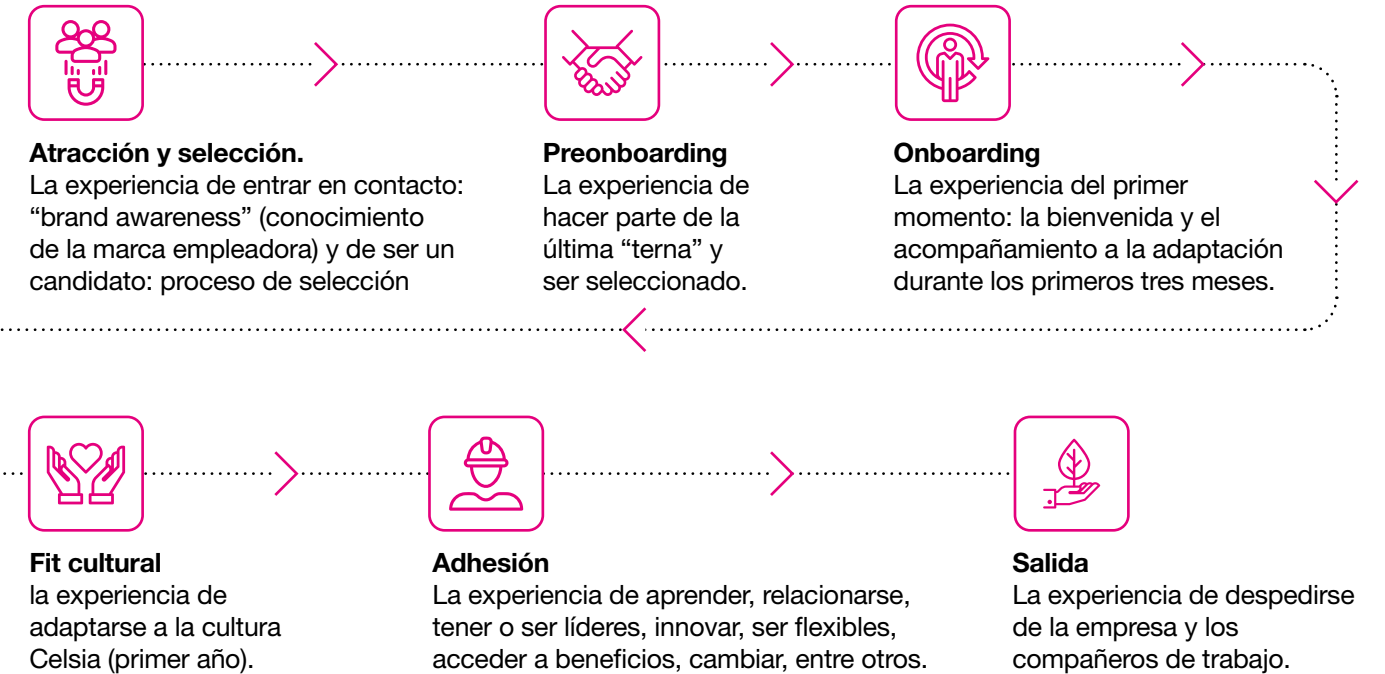 Atracción y selección.
La experiencia de entrar en contacto:
“brand awareness” (conocimiento
de la marca empleadora) y de ser un
candidato: proceso de selección
Preonboarding
La experiencia de
hacer parte de la
última “terna” y
ser seleccionado.
Onboarding
La experiencia del primer
momento: la bienvenida y el
acompañamiento a la adaptación
durante los primeros tres meses.
Fit cultural
la experiencia de
adaptarse a la cultura
Celsia (primer año).
Adhesión
La experiencia de aprender, relacionarse,
tener o ser líderes, innovar, ser flexibles,
acceder a beneficios, cambiar, entre otros.
Salida
La experiencia de despedirse
de la empresa y los
compañeros de trabajo.